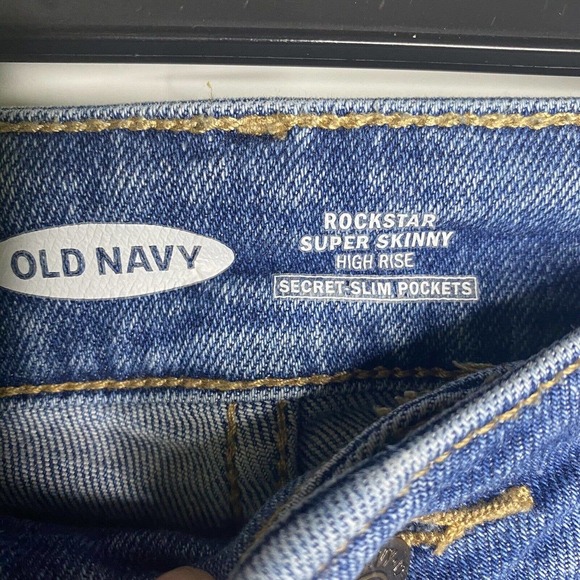 OLD NAVY
ROCKSTAR
SUPER SKINNY
HIGH RISE
SECRET-SLIM POCKETS